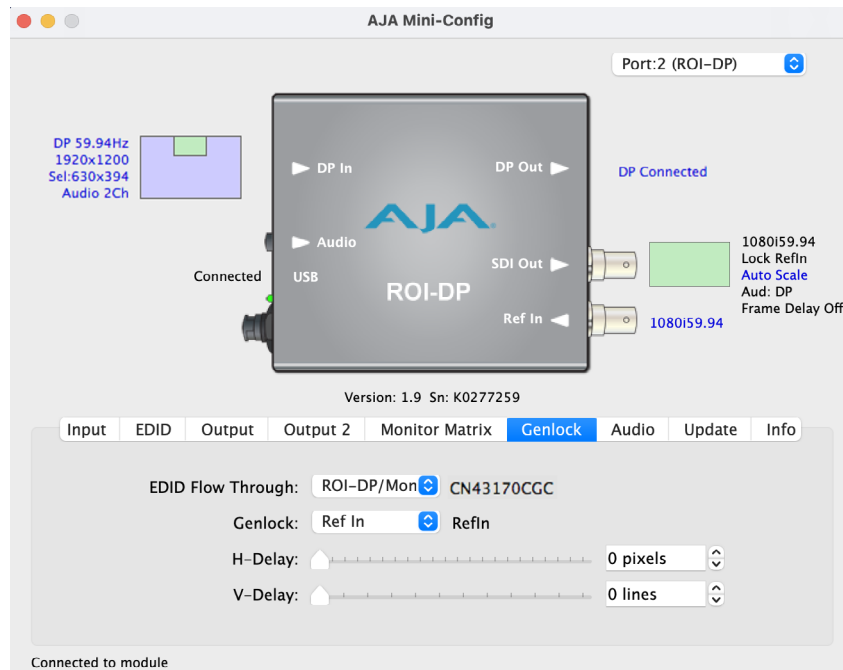 AJA Mini-Config
Port:2 (ROI-DP)
DP 59.94Hz
1920x1200
Sel:630x394
Audio 2Ch
DP In
DP Out
DP Connected
AJA
Audio
Connected
USB
SDI Out
ROI-DP
Ref In
1080i59.94
Lock RefIn
Auto Scale
Aud: DP
Frame Delay Off
1080i59.94
Version: 1.9 Sn: K0277259
Input EDID Output Output 2 Monitor Matrix Genlock Audio Update Info
EDID Flow Through: ROI-DP/Mon CN43170CGC
Genlock: Ref In RefIn
H-Delay: 0 pixels
V-Delay: 0 lines
Connected to module